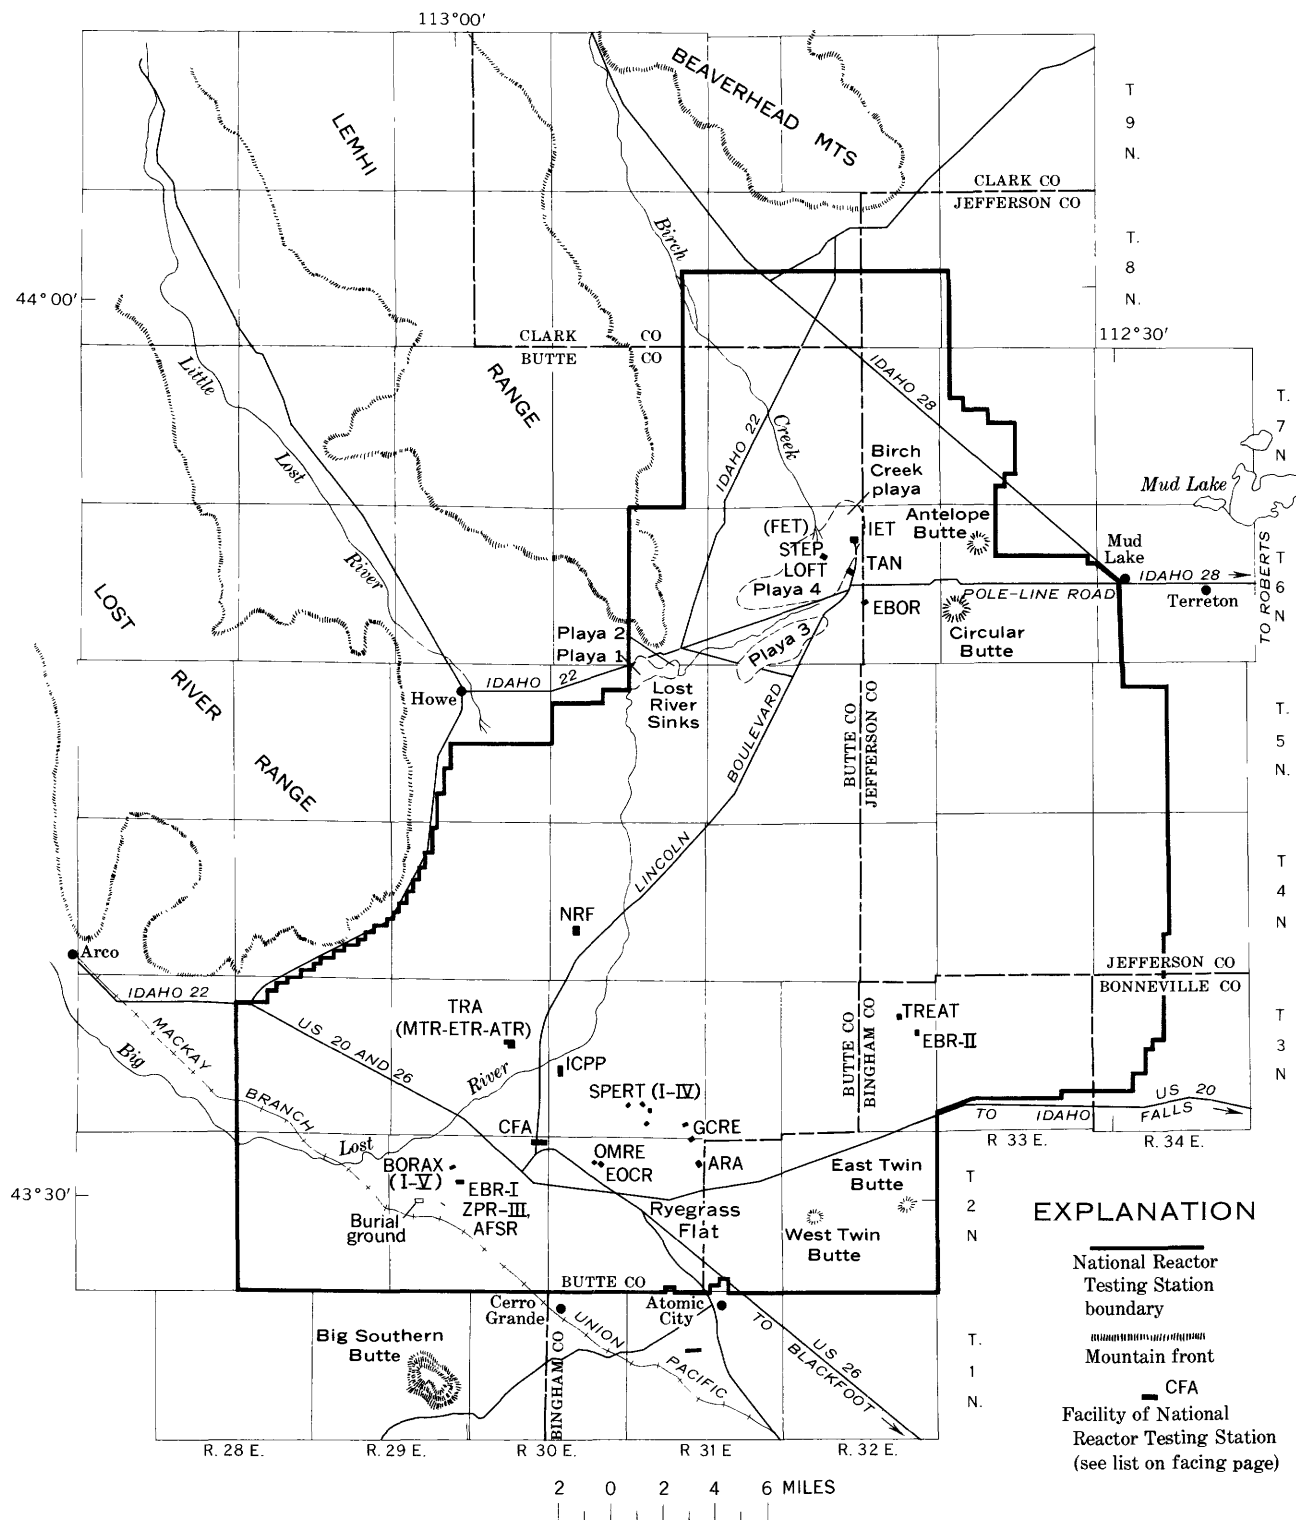 113°00'
BEAVERHEAD MTS
T
9
N.
LEMHI
CLARK CO
JEFFERSON CO
Birch
T.
8
N.
44°00'
112°30'
CLARK CO
BUTTE CO
Little
RANGE
IDAHO 28
T.
7
N
IDAHO 22
Creek
Birch
Creek
playa
Lost
Mud Lake
Antelope
Butte
(FET)
STEP
LOFT
IET
TAN
Mud
Lake
River
T
6
N
TO ROBERTS
IDAHO 28
Playa 4
POLE-LINE ROAD
Terreton
EBOR
LOST
Playa 2
Playa 1
Playa 3
Circular
Butte
RIVER
Howe
IDAHO 22
Lost
River
Sinks
BOULEVARD
BUTTE CO
JEFFERSON CO
T.
5
N.
RANGE
LINCOLN
T
4
N
NRF
Arco
JEFFERSON CO
BONNEVILLE CO
IDAHO 22
TRA
(MTR-ETR-ATR)
TREAT
EBR-II
T
3
N
MACKAY
US 20 AND 26
BUTTE CO
BINGHAM CO
Big
ICPP
River
SPERT (I-IV)
BRANCH
US 20
TO IDAHO FALLS
CFA
GCRE
R 33 E.
R. 34 E.
Lost
OMRE
EOCR
ARA
BORAX
(I-V)
East Twin
Butte
T
2
N
43°30'
EBR-I
ZPR-III,
AFSR
Burial
ground
Ryegrass
Flat
West Twin
Butte
EXPLANATION
National Reactor
Testing Station
boundary
BUTTE CO
Cerro
Grande
Atomic
City
UNION
TO BLACKFOOT
US 26
Big Southern
Butte
BINGHAM CO
PACIFIC
T.
1
N.
Mountain front
CFA
Facility of National
Reactor Testing Station
(see list on facing page)
R. 28 E.
R. 29 E.
R 30 E.
R 31 E
R. 32 E.
2 0 2 4 6 MILES